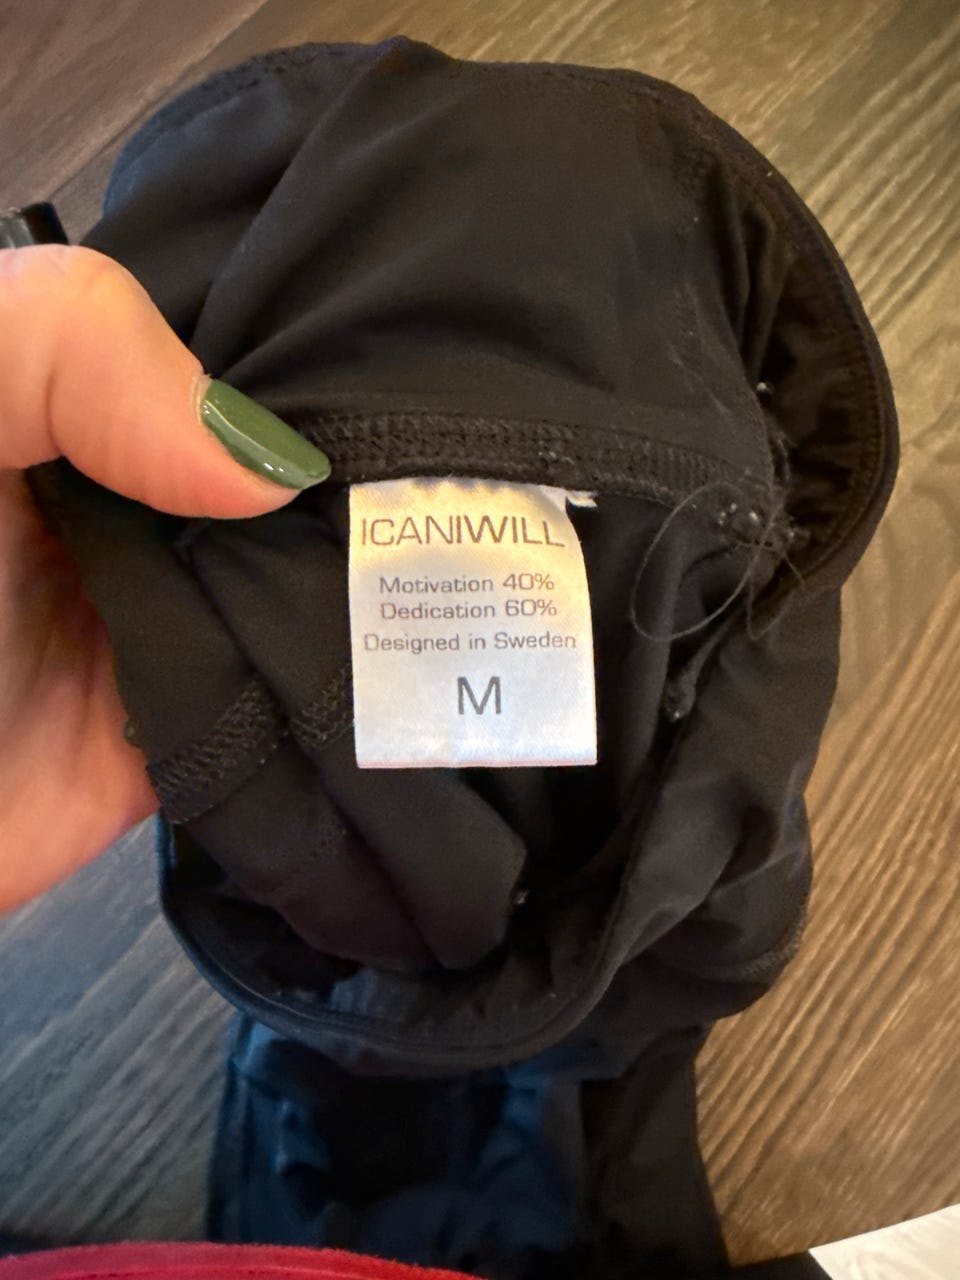 ICANIWILL
Motivation 40%
Dedication 60%
Designed in Sweden
M